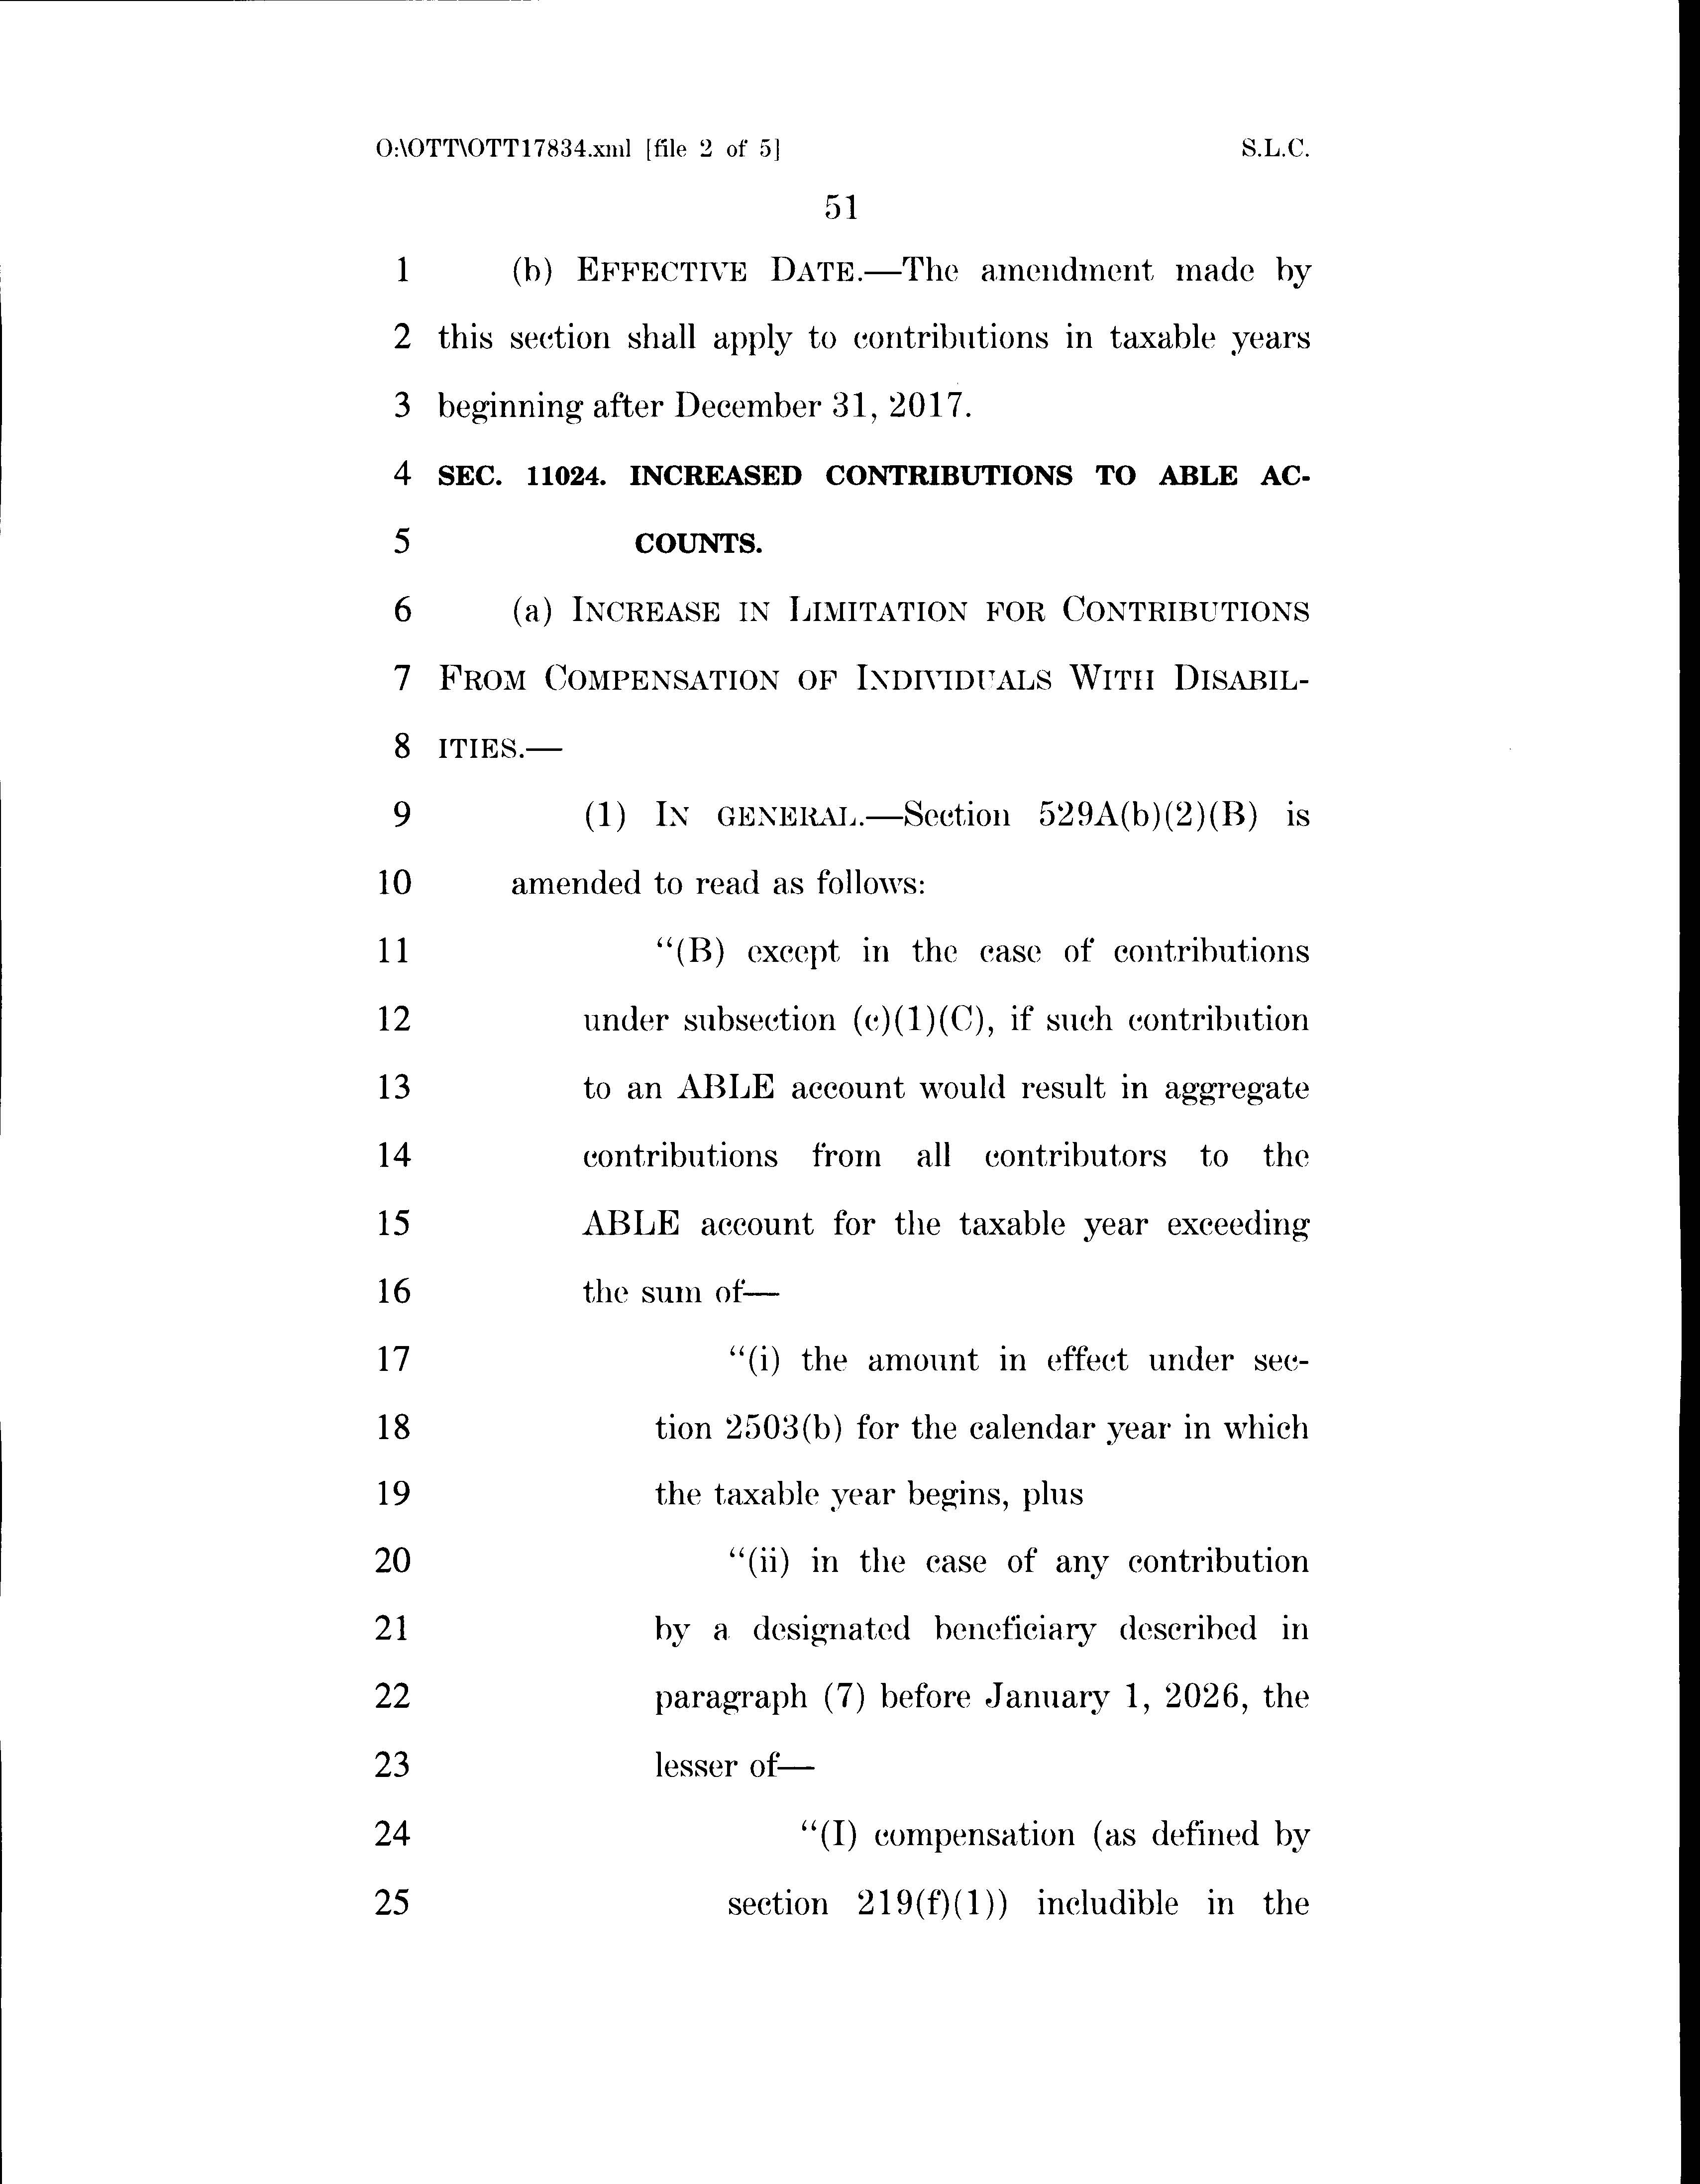 O:\OTT\OTT17834.xml [file 2 of 5] S.L.C.
51
1 (b) EFFECTIVE DATE.—The amendment made by
2 this section shall apply to contributions in taxable years
3 beginning after December 31, 2017.
4 SEC. 11024. INCREASED CONTRIBUTIONS TO ABLE AC-
5 COUNTS.
6 (a) INCREASE IN LIMITATION FOR CONTRIBUTIONS
7 FROM COMPENSATION OF INDIVIDUALS WITH DISABIL-
8 ITIES.—
9 (1) IN GENERAL.—Section 529A(b)(2)(B) is
10 amended to read as follows:
11 “(B) except in the case of contributions
12 under subsection (c)(1)(C), if such contribution
13 to an ABLE account would result in aggregate
14 contributions from all contributors to the
15 ABLE account for the taxable year exceeding
16 the sum of—
17 “(i) the amount in effect under sec-
18 tion 2503(b) for the calendar year in which
19 the taxable year begins, plus
20 “(ii) in the case of any contribution
21 by a designated beneficiary described in
22 paragraph (7) before January 1, 2026, the
23 lesser of—
24 “(I) compensation (as defined by
25 section 219(f)(1)) includible in the